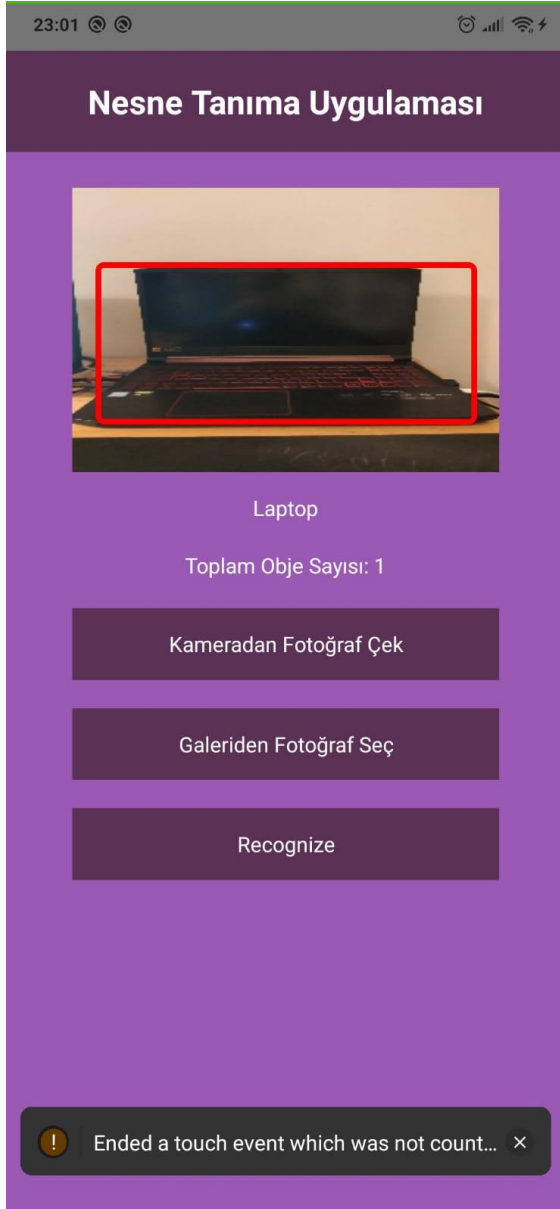 23:01
Nesne Tanıma Uygulaması
Laptop
Toplam Obje Sayısı: 1
Kameradan Fotoğraf Çek
Galeriden Fotoğraf Seç
Recognize
! Ended a touch event which was not count...